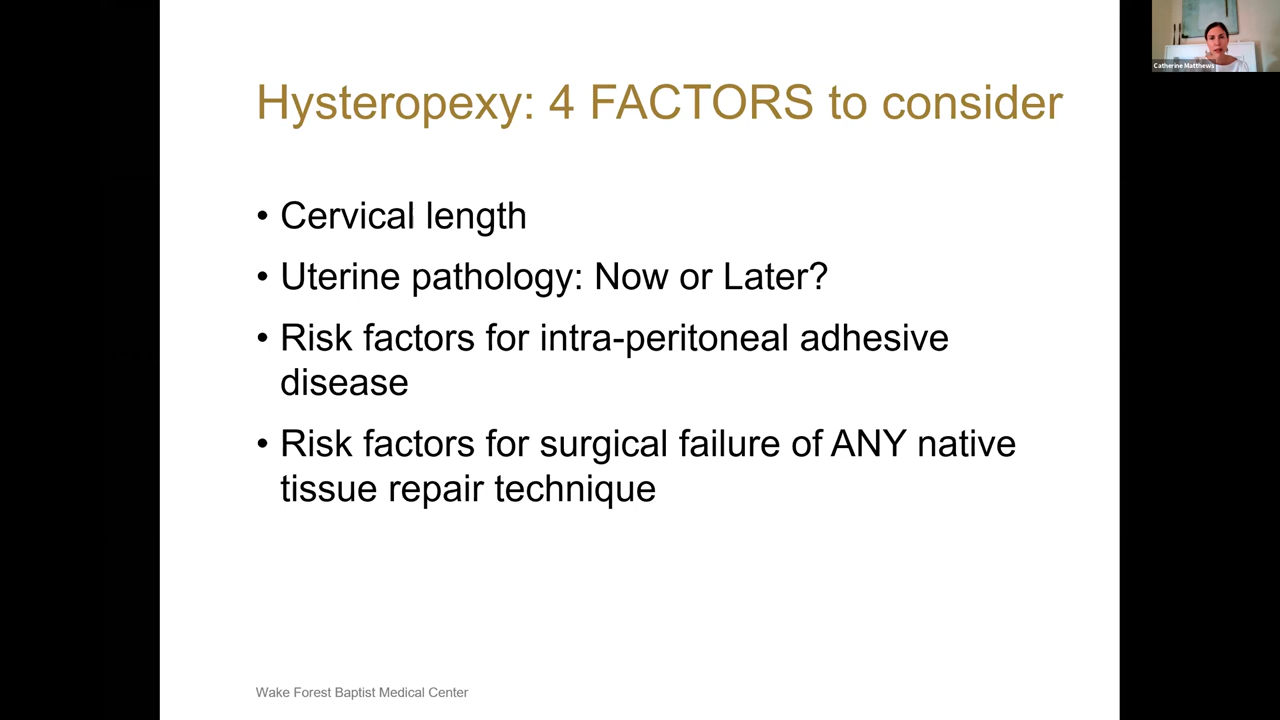 Hysteropexy: 4 FACTORS to consider
• Cervical length
• Uterine pathology: Now or Later?
• Risk factors for intra-peritoneal adhesive
disease
• Risk factors for surgical failure of ANY native
tissue repair technique
Wake Forest Baptist Medical Center
Catherine Matthews